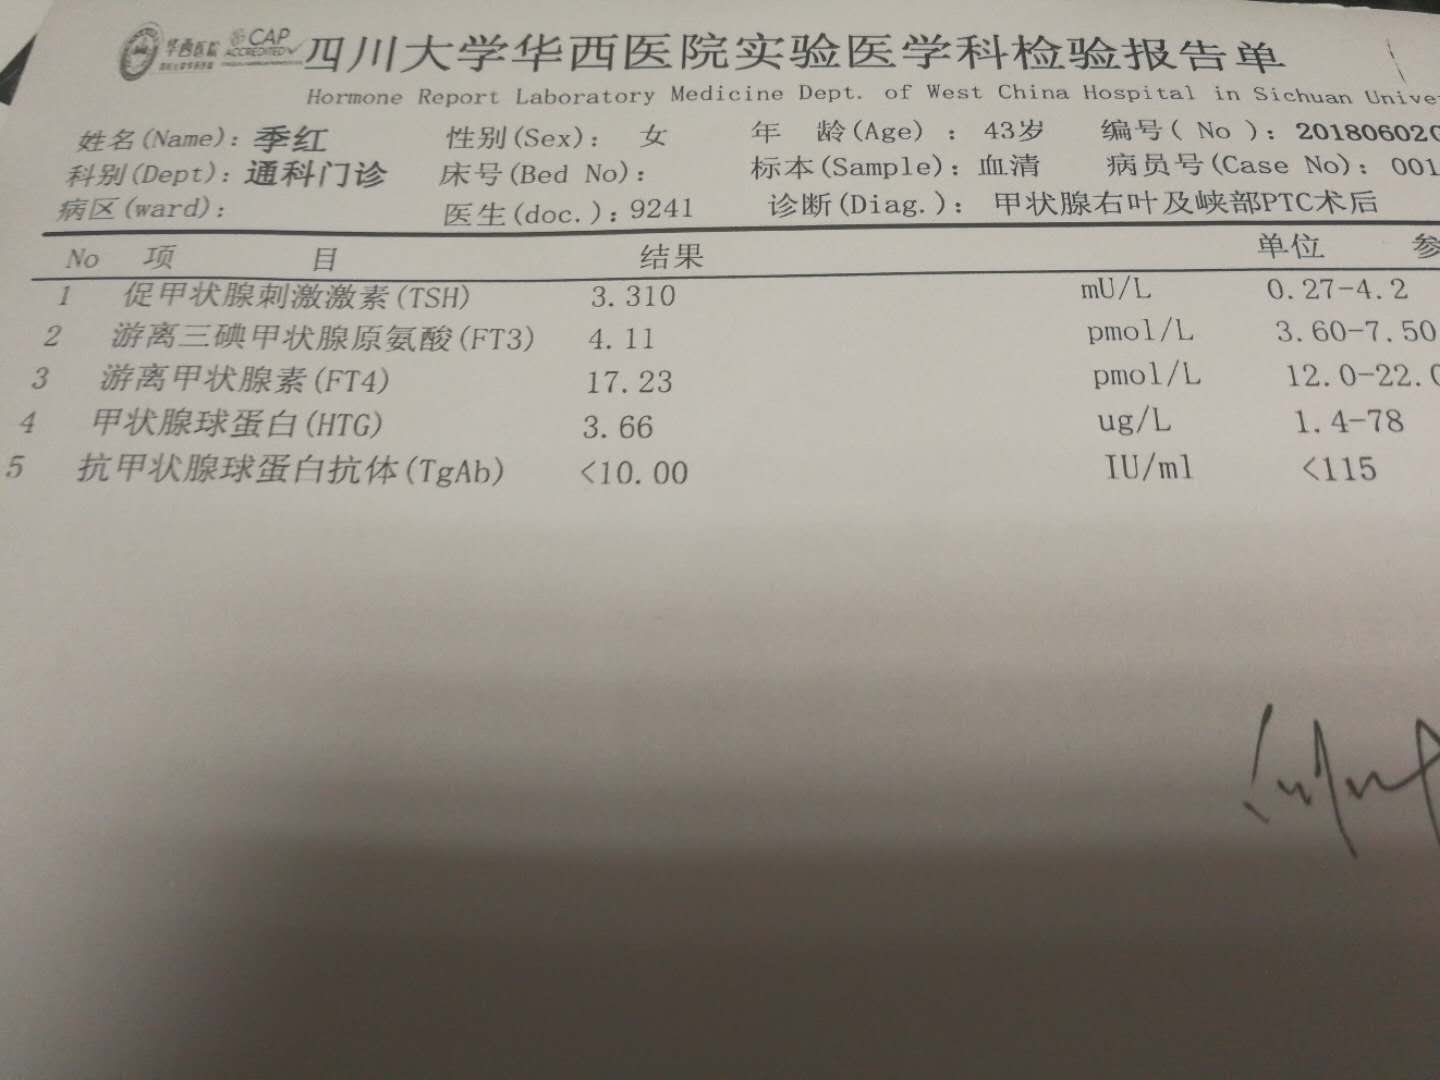 华西医院 CAP ACCREDITED 四川大学华西医院实验医学科检验报告单
Hormone Report Laboratory Medicine Dept. of West China Hospital in Sichuan
姓名(Name): 季红 性别(Sex): 女 年 龄(Age) : 43岁 编号( No ): 20180602
科别(Dept): 通科门诊 床号(Bed No): 标本(Sample): 血清 病员号(Case No): 001
病区(ward): 医生(doc.): 9241 诊断(Diag.): 甲状腺右叶及峡部PTC术后
No 项 目 结果 单位 参
1 促甲状腺刺激激素(TSH) 3.310 mU/L 0.27-4.2
2 游离三碘甲状腺原氨酸(FT3) 4.11 pmol/L 3.60-7.50
3 游离甲状腺素(FT4) 17.23 pmol/L 12.0-22.0
4 甲状腺球蛋白(HTG) 3.66 ug/L 1.4-78
5 抗甲状腺球蛋白抗体(TgAb) <10.00 IU/ml <115